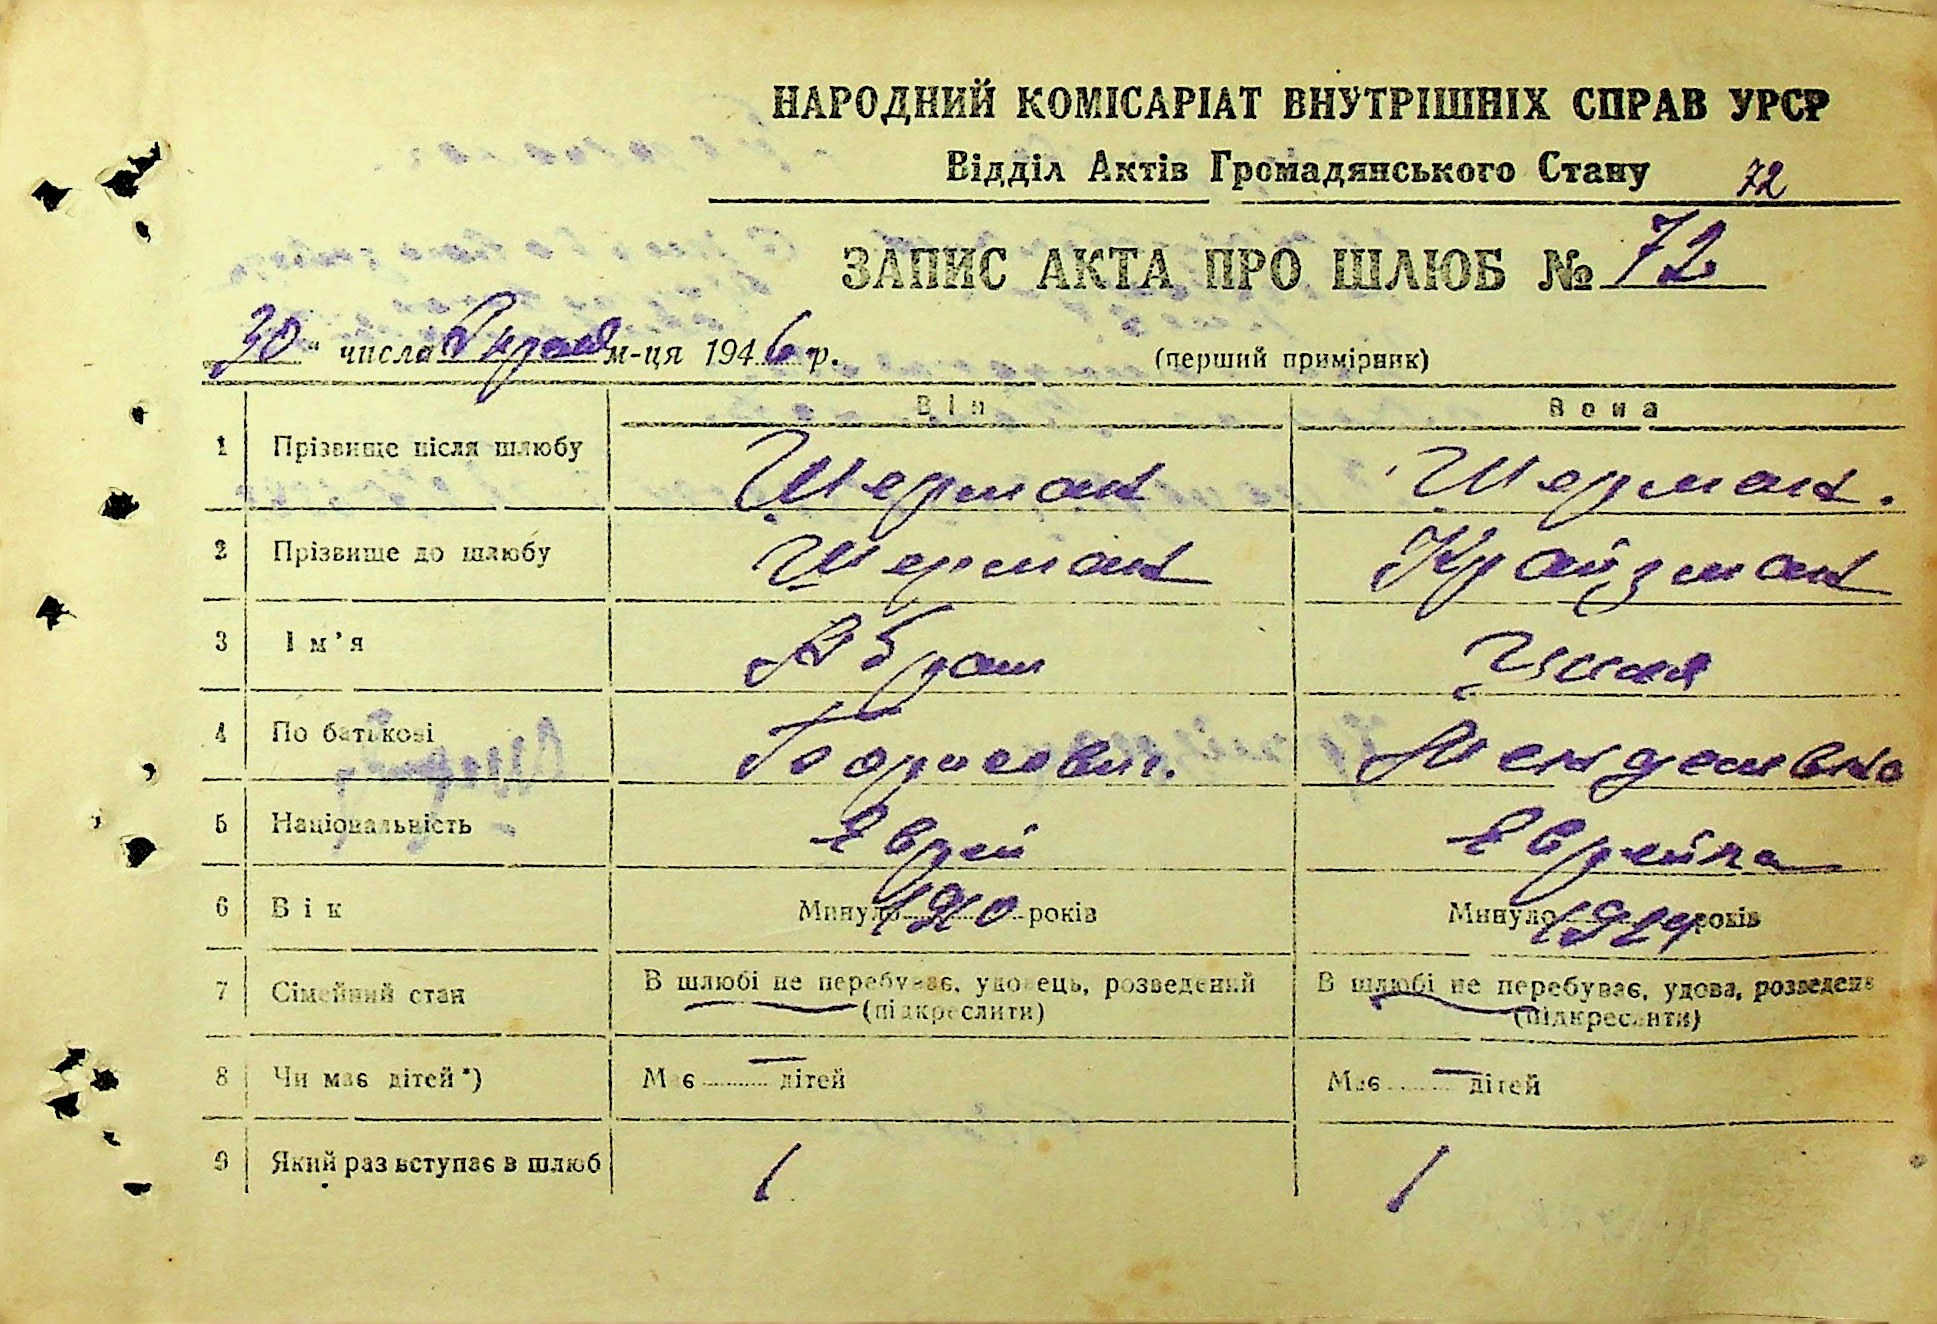 НАРОДНИЙ КОМІСАРІАТ ВНУТРІШНІХ СПРАВ УРСР
Відділ Актів Громадянського Стану 72
ЗАПИС АКТА ПРО ШЛЮБ № 72
30 " числа м-ця 1946 р. (перший примірник)
Він Вона
1 Прізвище після шлюбу Шерман Шерман.
2 Прізвище до шлюбу Шерман Крайзман
3 Ім'я Абрам Циля
4 По батькові Борисович. Менделивна
5 Національність Еврей Еврейка
6 Вік Минуло 1910 років Минуло років
7 Сімейний стан В шлюбі не перебуває, удовець, розведений (підкреслити) В шлюбі не перебуває, удова, розведена (підкреслити)
8 Чи має дітей *) Має — дітей Має — дітей
9 Який раз вступає в шлюб 1 1